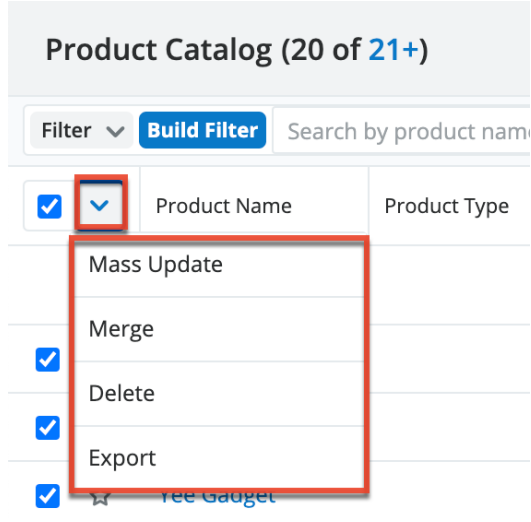 Product Catalog (20 of 21+)
Filter Build Filter Search by product name
Product Name Product Type
Mass Update
Merge
Delete
Export
Yee Gadget